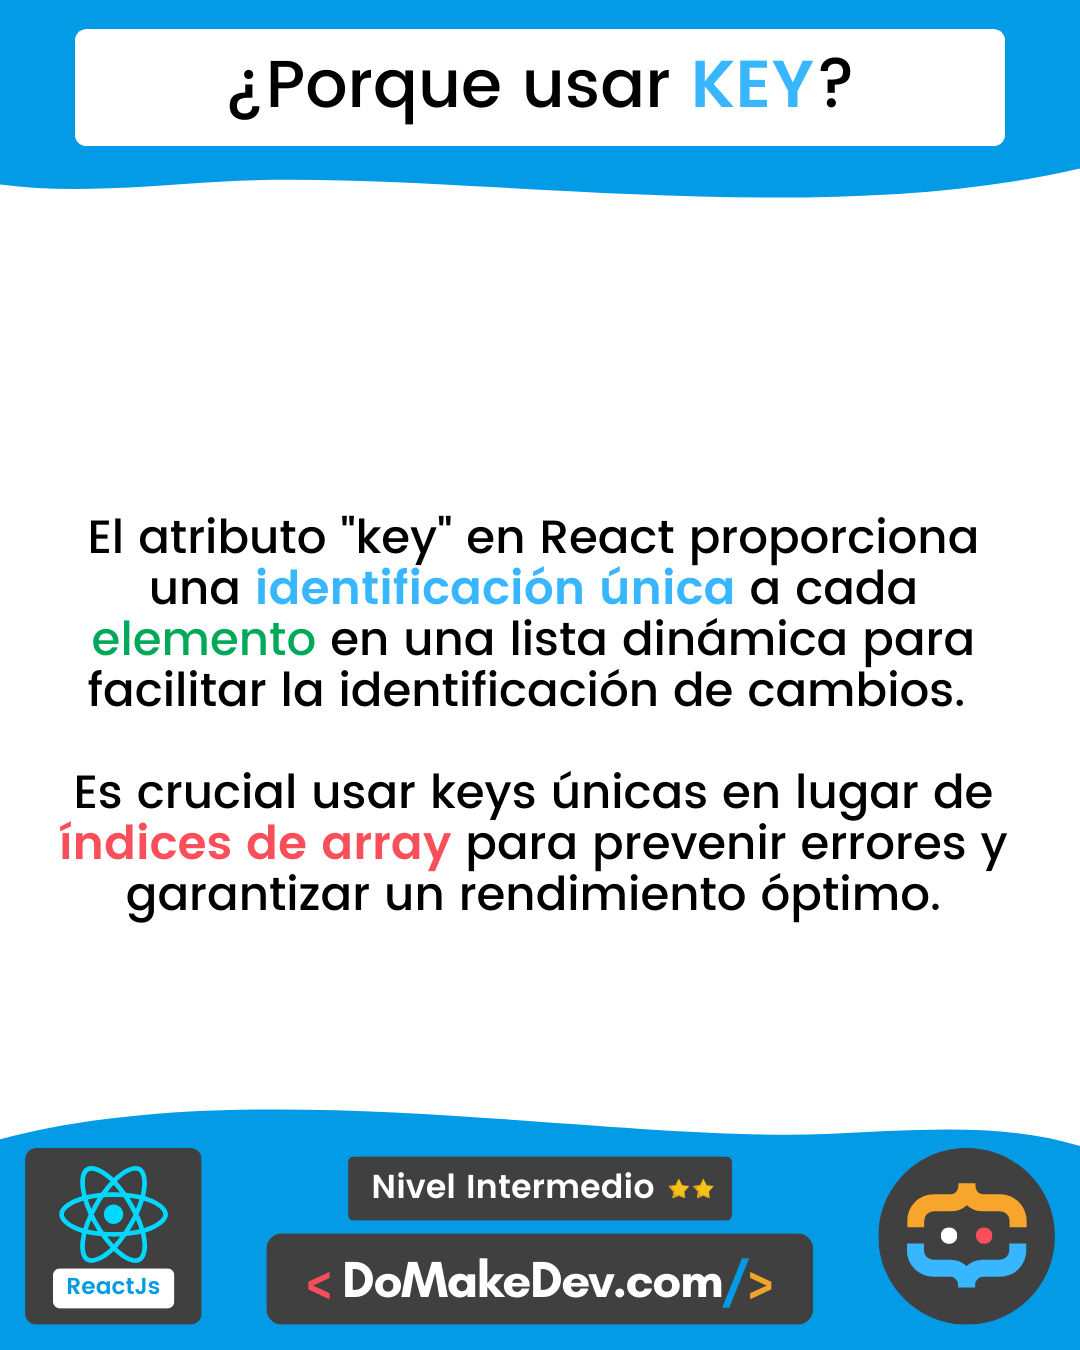 ¿Porque usar KEY?
El atributo "key" en React proporciona
una identificación única a cada
elemento en una lista dinámica para
facilitar la identificación de cambios.
Es crucial usar keys únicas en lugar de
índices de array para prevenir errores y
garantizar un rendimiento óptimo.
Nivel Intermedio
ReactJs
< DoMakeDev.com/>